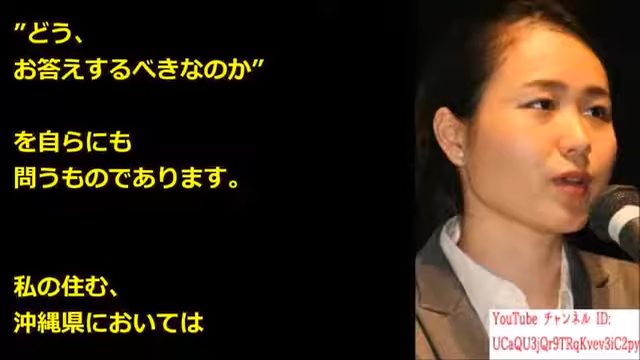 ”どう、
お答えするべきなのか”
を自らにも
問うものであります。
私の住む、
沖縄県においては
YouTube チャンネル ID:
UCaQU3jQr9TRqKvev3iC2py